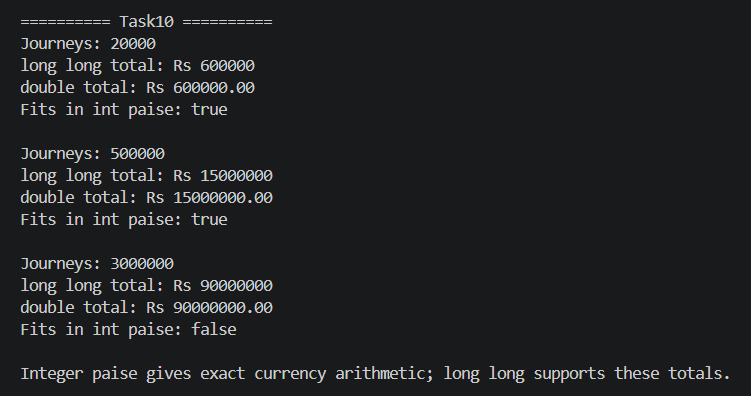 ========== Task10 ==========
Journeys: 20000
long long total: Rs 600000
double total: Rs 600000.00
Fits in int paise: true
Journeys: 500000
long long total: Rs 15000000
double total: Rs 15000000.00
Fits in int paise: true
Journeys: 3000000
long long total: Rs 90000000
double total: Rs 90000000.00
Fits in int paise: false
Integer paise gives exact currency arithmetic; long long supports these totals.